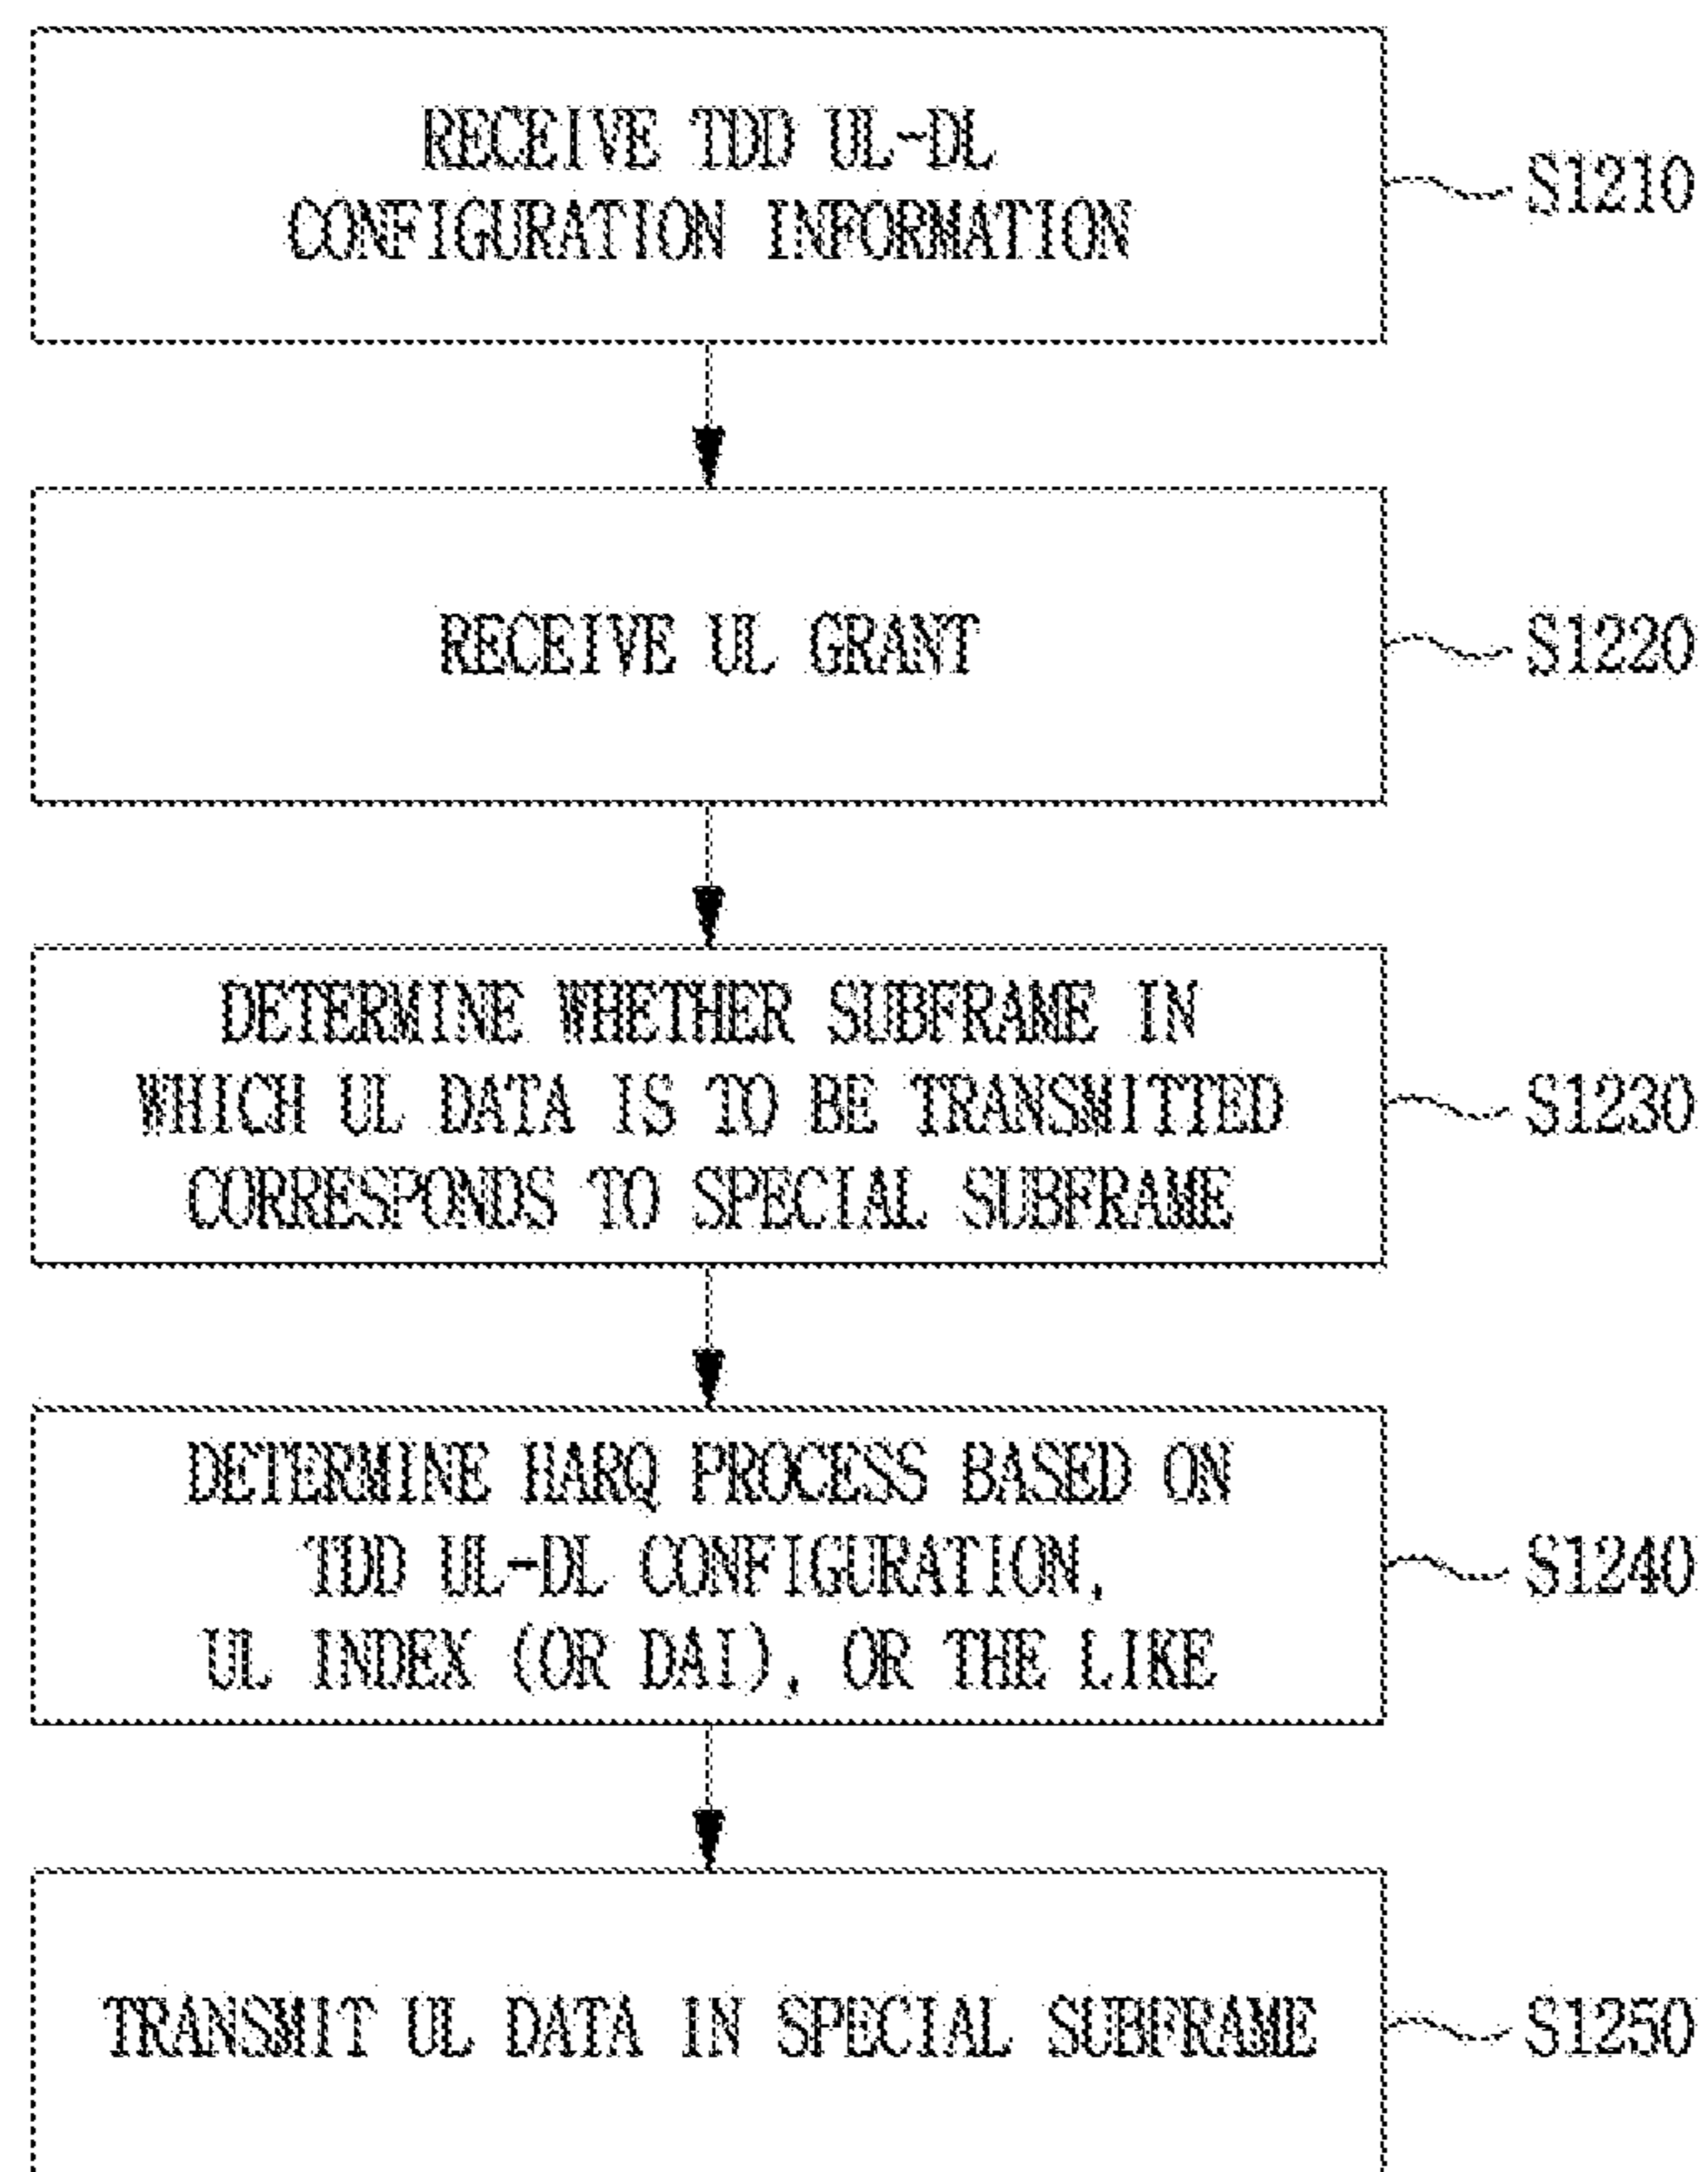 RECEIVE TDD UL-DL
CONFIGURATION INFORMATION
S1210
RECEIVE UL GRANT
S1220
DETERMINE WHETHER SUBFRAME IN
WHICH UL DATA IS TO BE TRANSMITTED
CORRESPONDS TO SPECIAL SUBFRAME
S1230
DETERMINE HARQ PROCESS BASED ON
TDD UL-DL CONFIGURATION,
UL INDEX (OR DAI), OR THE LIKE
S1240
TRANSMIT UL DATA IN SPECIAL SUBFRAME
S1250